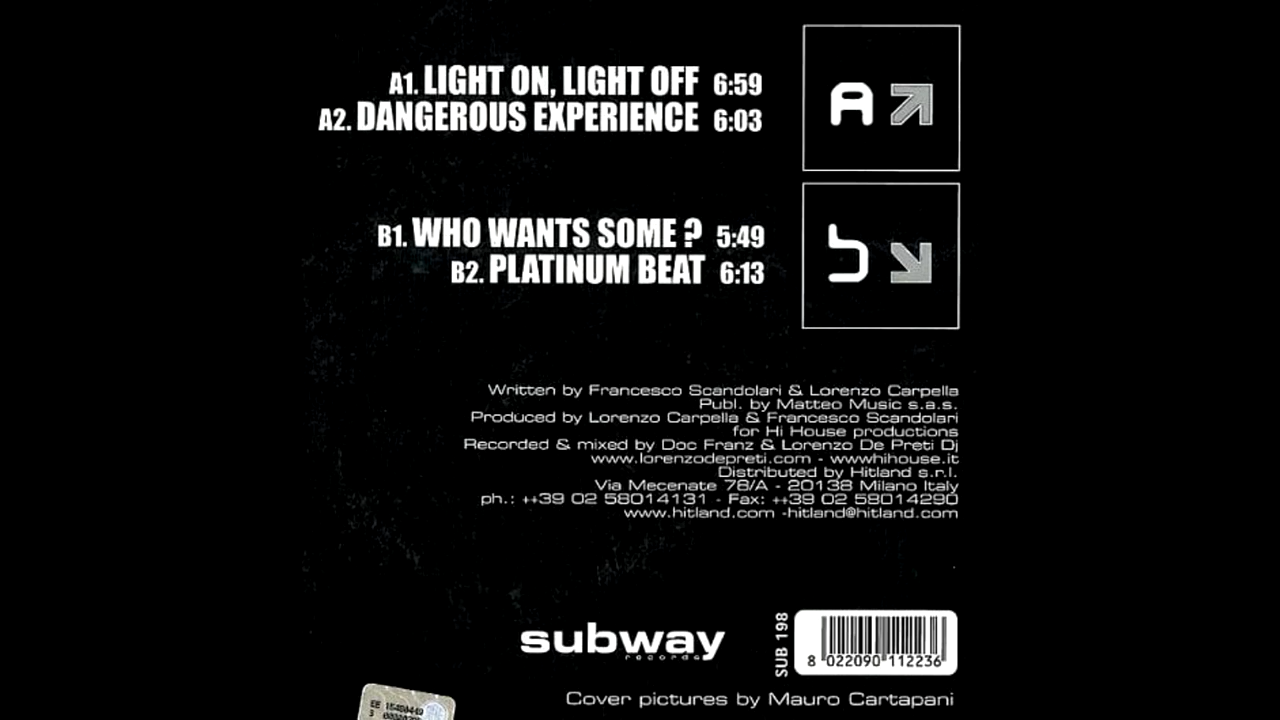 A1. LIGHT ON, LIGHT OFF 6:59
A2. DANGEROUS EXPERIENCE 6:03
A
B1. WHO WANTS SOME ? 5:49
B2. PLATINUM BEAT 6:13
b
Written by Francesco Scandolari & Lorenzo Carpella
Publ. by Matteo Music s.a.s.
Produced by Lorenzo Carpella & Francesco Scandolari
for Hi House productions
Recorded & mixed by Doc Franz & Lorenzo De Preti Dj
www.lorenzodepreti.com - wwwhihouse.it
Distributed by Hitland s.r.l.
Via Mecenate 78/A - 20138 Milano Italy
ph.: ++39 02 58014131 - Fax: ++39 02 58014290
www.hitland.com -hitland@hitland.com
subway
records
SUB 198
8 022090 112236
Cover pictures by Mauro Cartapani
EE
3